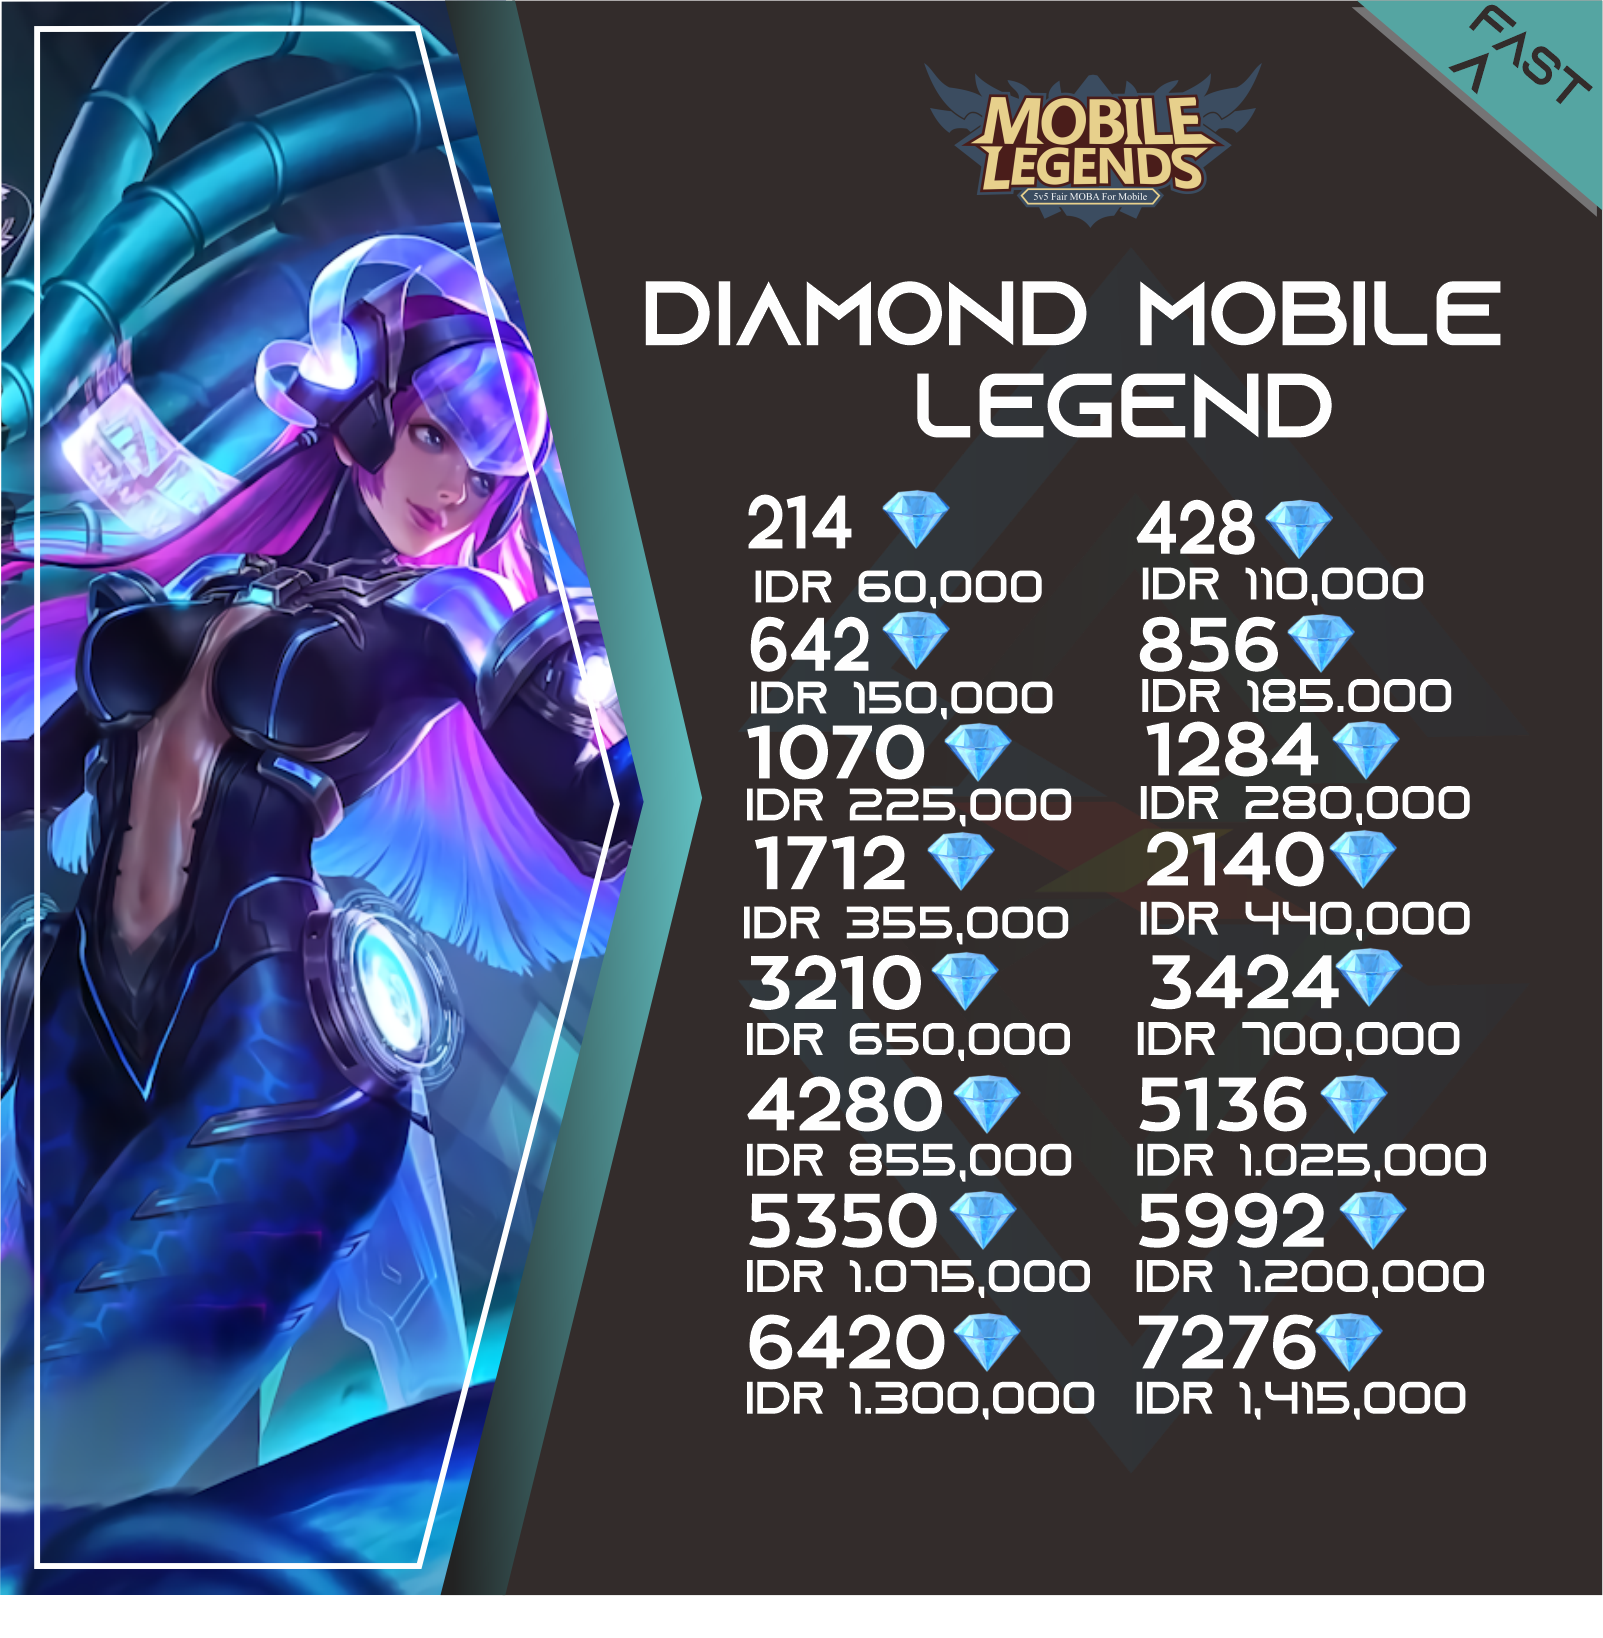 FAST
A
MOBILE
LEGENDS
5v5 Fair MOBA For Mobile
DIAMOND MOBILE
LEGEND
214
428
IDR 60,000
IDR 110,000
642
856
IDR 150,000
IDR 185.000
1070
1284
IDR 225,000
IDR 280,000
1712
2140
IDR 355,000
IDR 440,000
3210
3424
IDR 650,000
IDR 700,000
4280
5136
IDR 855,000
IDR 1.025,000
5350
5992
IDR 1.075,000
IDR 1.200,000
6420
7276
IDR 1.300,000
IDR 1,415,000